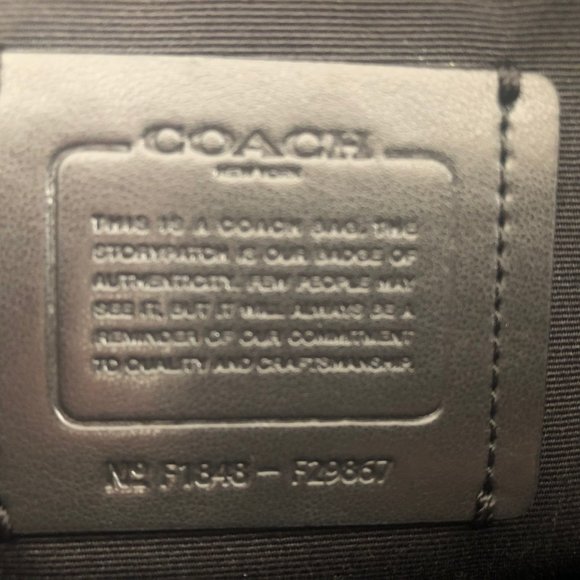 COACH
NEW YORK
THIS IS A COACH BAG. THE
STORYPATCH IS OUR BADGE OF
AUTHENTICITY. FEW PEOPLE MAY
SEE IT, BUT IT WILL ALWAYS BE A
REMINDER OF OUR COMMITMENT
TO QUALITY AND CRAFTSMANSHIP.
Nº F1848 - F29867